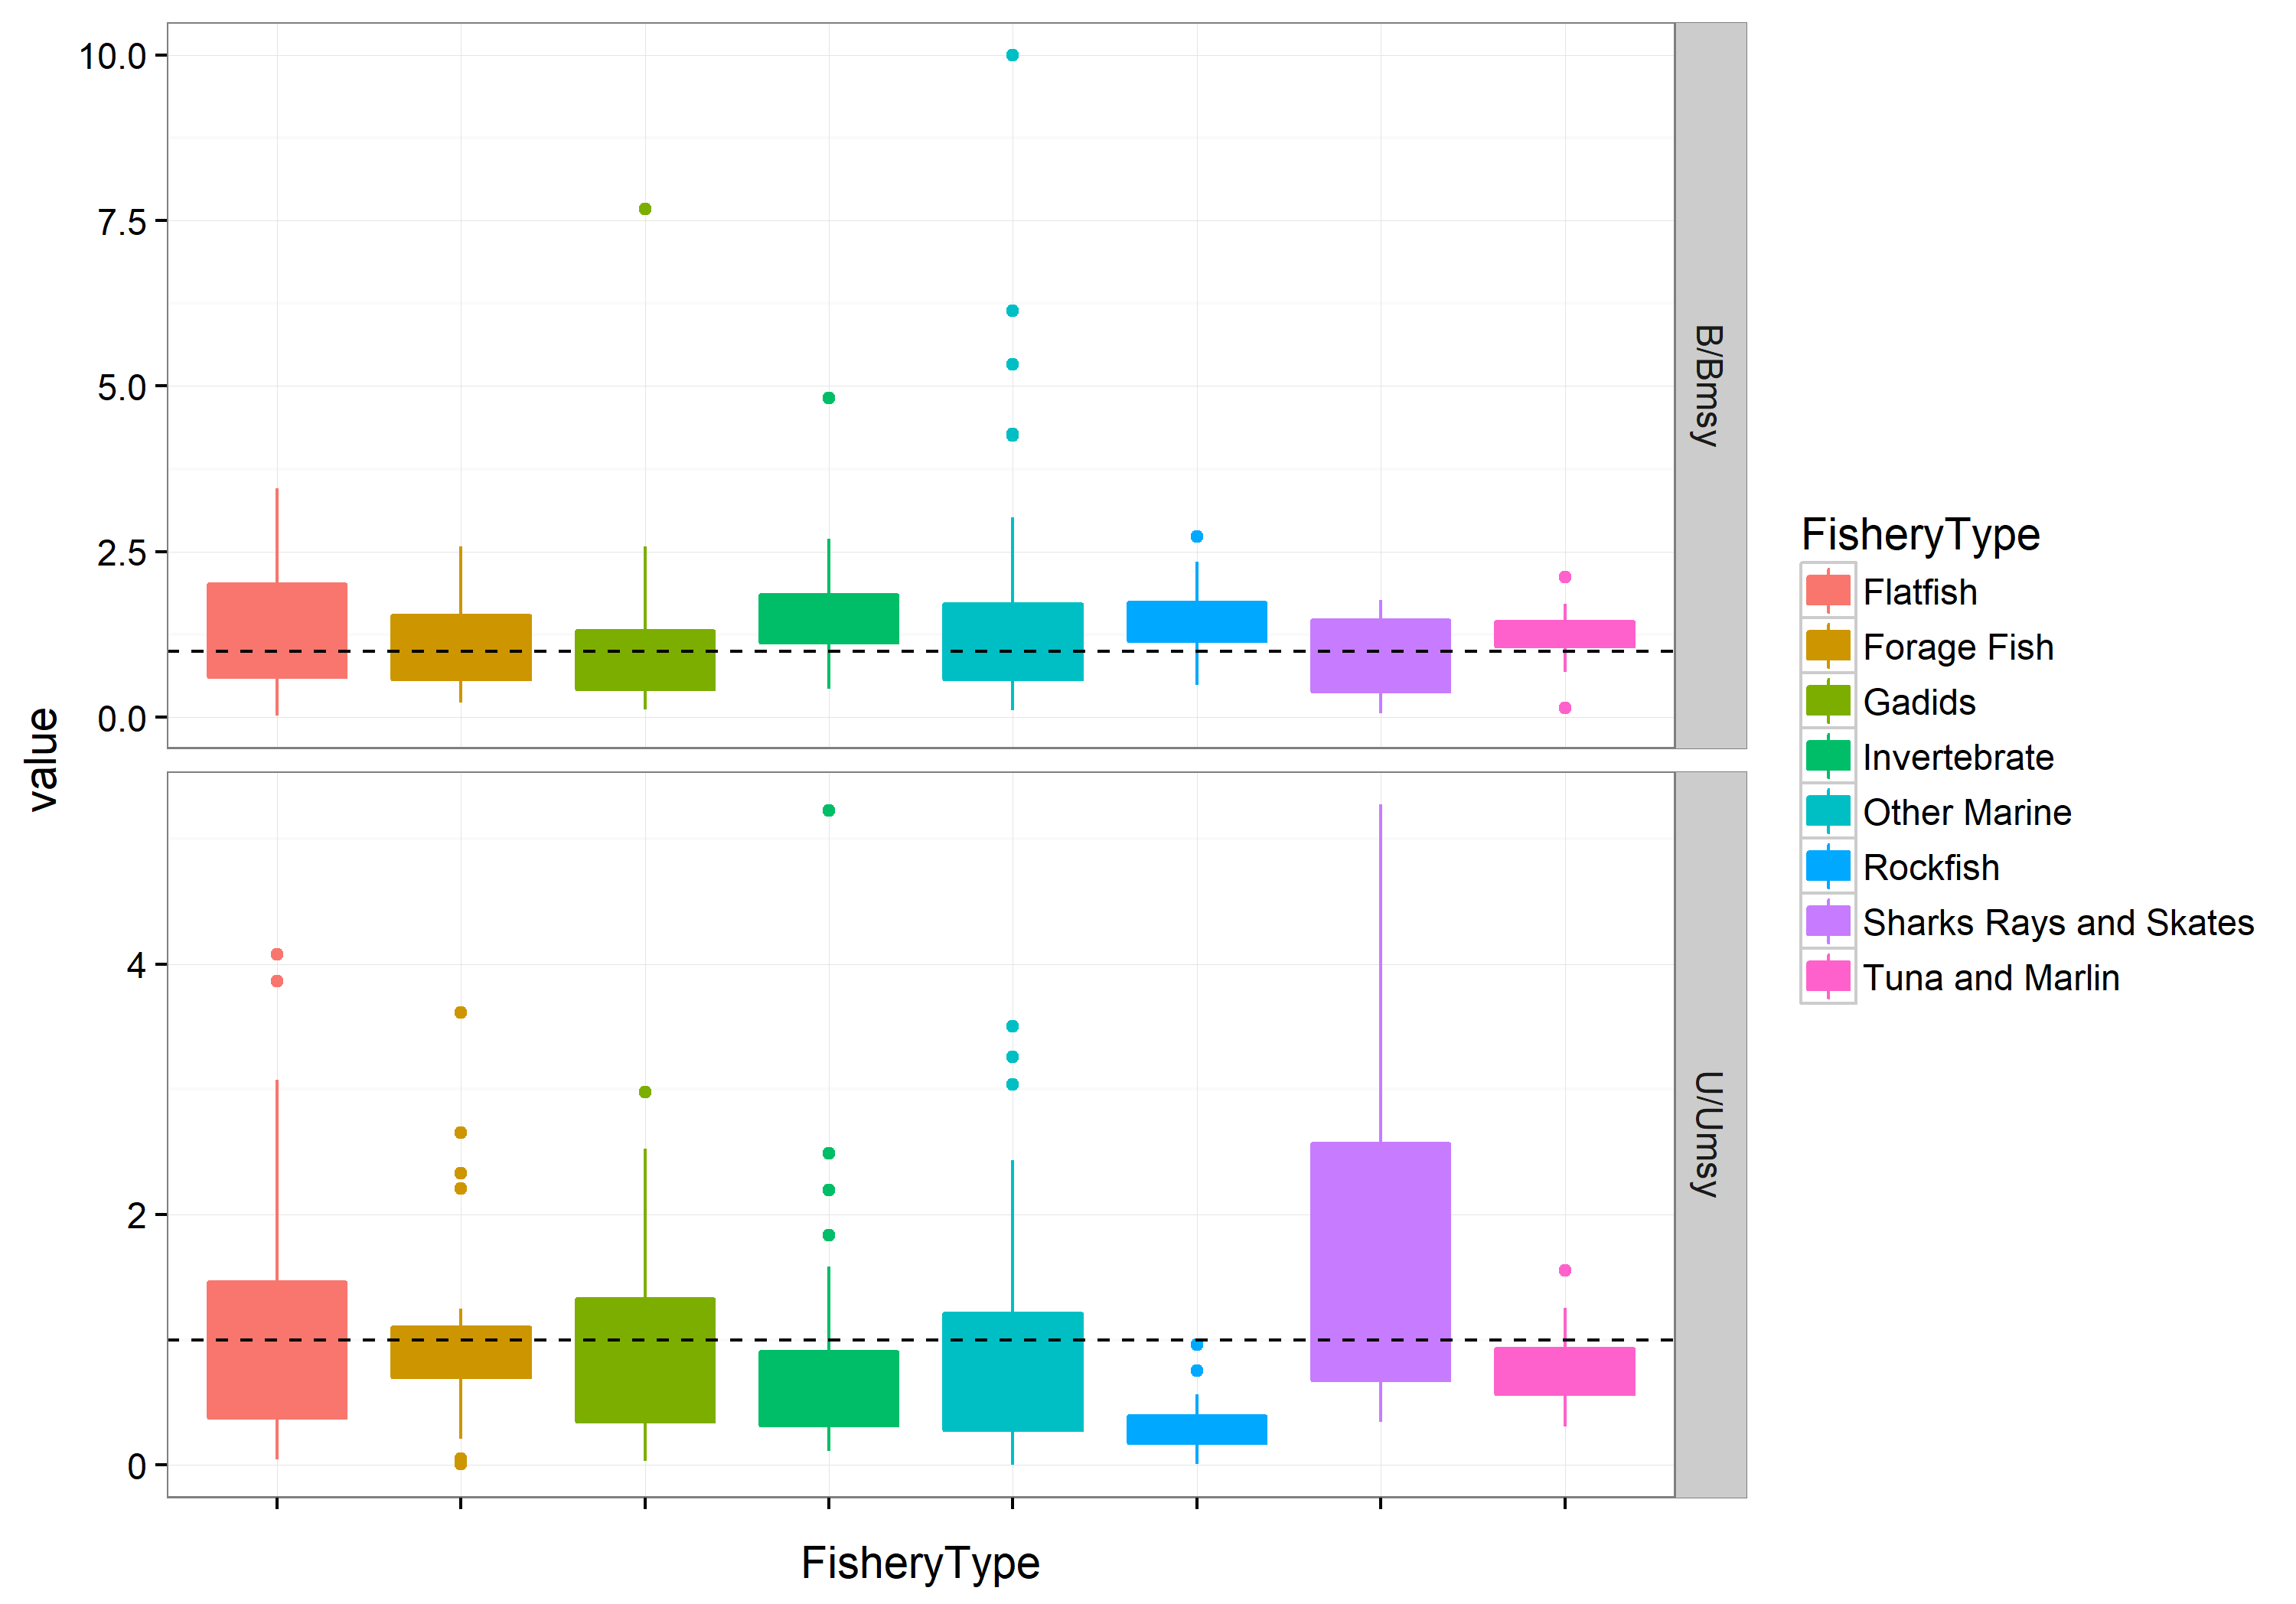 value
10.0
7.5
5.0
2.5
0.0
B/Bmsy
4
2
0
U/Umsy
FisheryType
FisheryType
Flatfish
Forage Fish
Gadids
Invertebrate
Other Marine
Rockfish
Sharks Rays and Skates
Tuna and Marlin